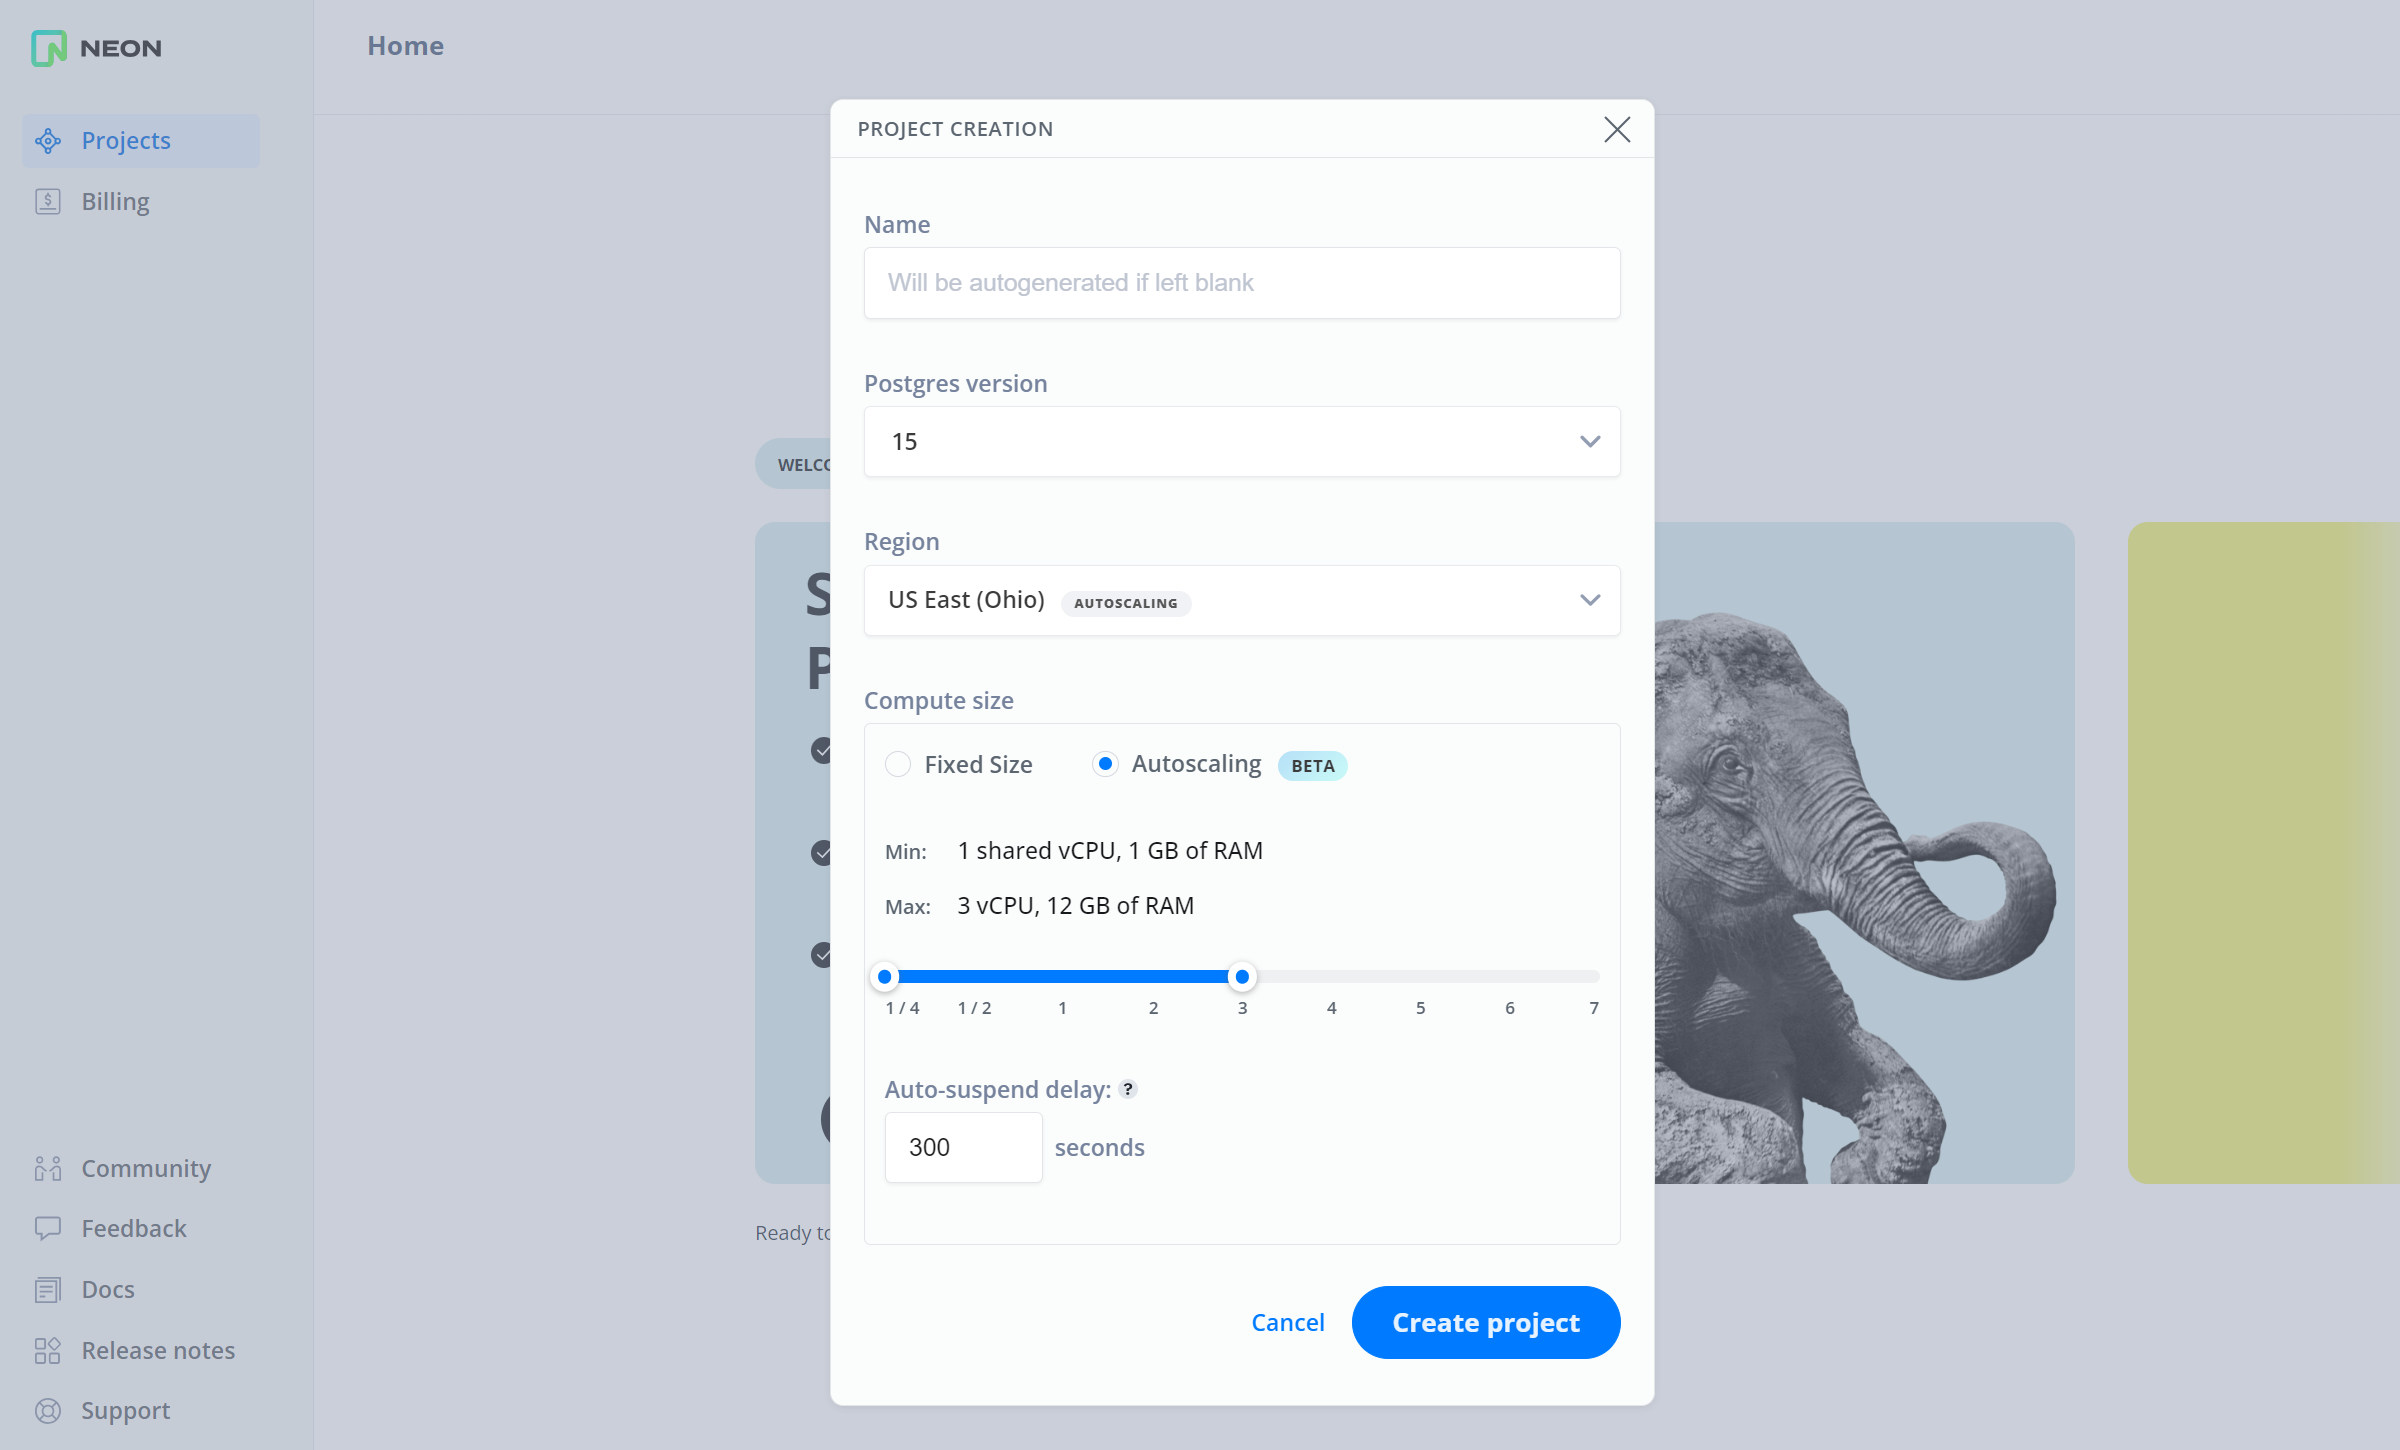 NEON
Home
Projects
Billing
PROJECT CREATION
Name
Will be autogenerated if left blank
Postgres version
15
WELCO
Region
US East (Ohio) AUTOSCALING
S
P
Compute size
Fixed Size Autoscaling BETA
Min: 1 shared vCPU, 1 GB of RAM
Max: 3 vCPU, 12 GB of RAM
1 / 4 1 / 2 1 2 3 4 5 6 7
Auto-suspend delay: ?
300 seconds
Ready to
Cancel Create project
Community
Feedback
Docs
Release notes
Support